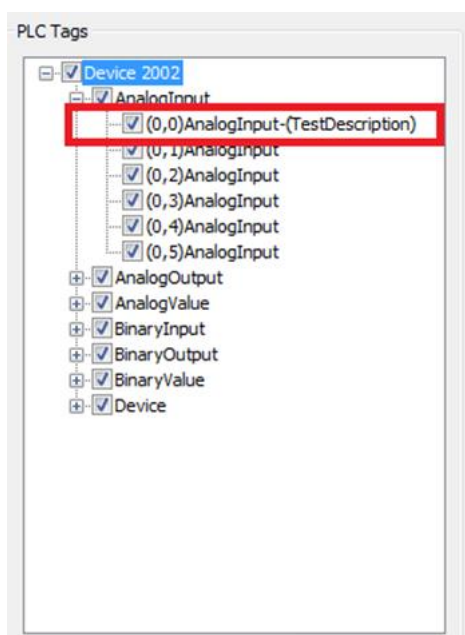 PLC Tags
Device 2002
AnalogInput
(0,0)AnalogInput-(TestDescription)
(0,1)AnalogInput
(0,2)AnalogInput
(0,3)AnalogInput
(0,4)AnalogInput
(0,5)AnalogInput
AnalogOutput
AnalogValue
BinaryInput
BinaryOutput
BinaryValue
Device